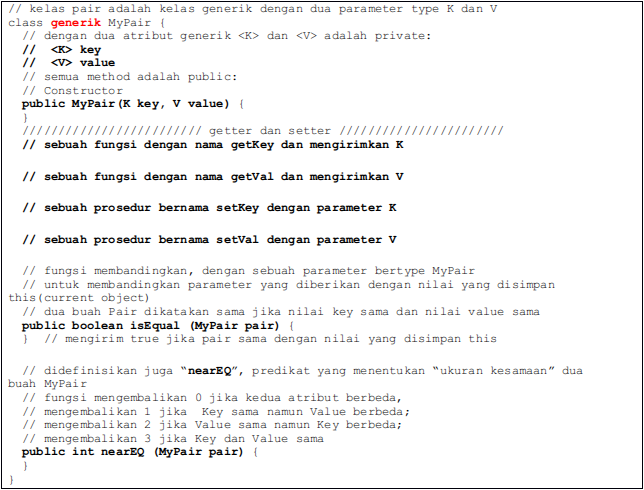 // kelas pair adalah kelas generik dengan dua parameter type K dan V
class generik MyPair {
// dengan dua atribut generik <K> dan <V> adalah private:
// <K> key
// <V> value
// semua method adalah public:
// Constructor
public MyPair(K key, V value) {
}
///////////////////////// getter dan setter ///////////////////////
// sebuah fungsi dengan nama getKey dan mengirimkan K
// sebuah fungsi dengan nama getVal dan mengirimkan V
// sebuah prosedur bernama setKey dengan parameter K
// sebuah prosedur bernama setVal dengan parameter V
// fungsi membandingkan, dengan sebuah parameter bertype MyPair
// untuk membandingkan parameter yang diberikan dengan nilai yang disimpan
this(current object)
// dua buah Pair dikatakan sama jika nilai key sama dan nilai value sama
public boolean isEqual (MyPair pair) {
} // mengirim true jika pair sama dengan nilai yang disimpan this
// didefinisikan juga “nearEQ”, predikat yang menentukan “ukuran kesamaan” dua
buah MyPair
// fungsi mengembalikan 0 jika kedua atribut berbeda,
// mengembalikan 1 jika Key sama namun Value berbeda;
// mengembalikan 2 jika Value sama namun Key berbeda;
// mengembalikan 3 jika Key dan Value sama
public int nearEQ (MyPair pair) {
}
}